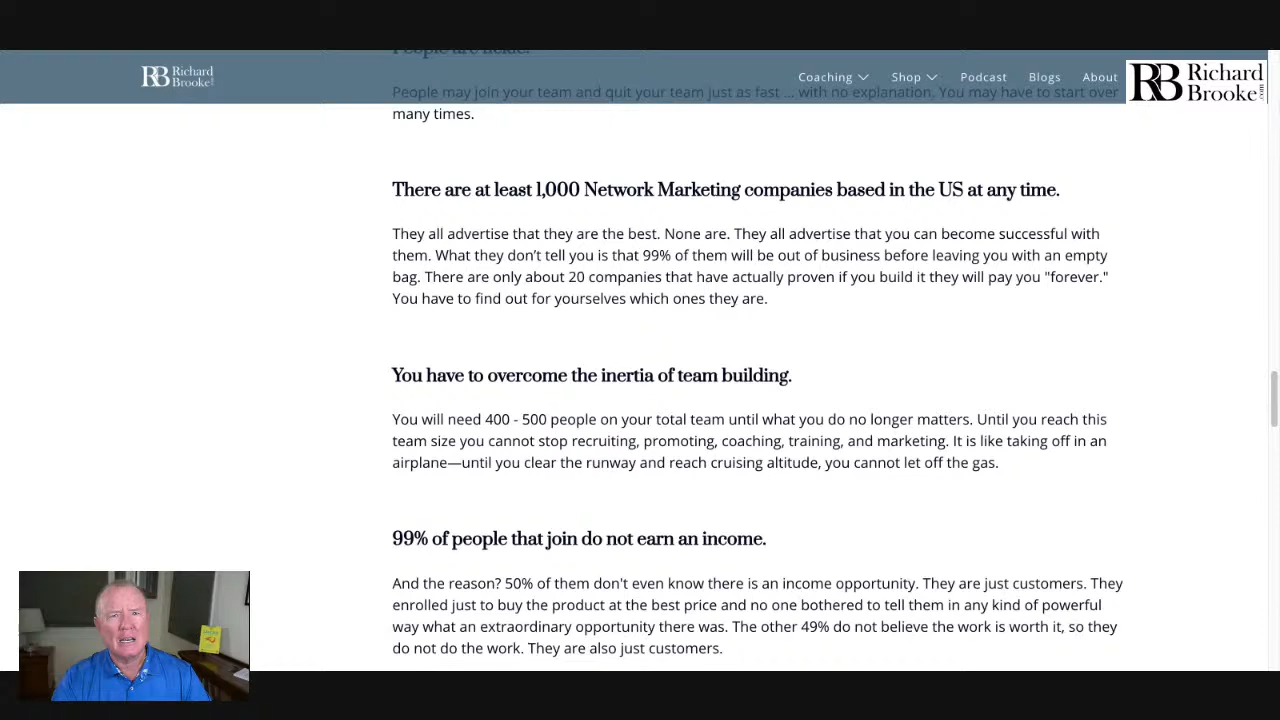 People are fickle.
RB Richard Brooke
Coaching Shop Podcast Blogs About
RB Richard Brooke .com
People may join your team and quit your team just as fast ... with no explanation. You may have to start over
many times.
There are at least 1,000 Network Marketing companies based in the US at any time.
They all advertise that they are the best. None are. They all advertise that you can become successful with
them. What they don’t tell you is that 99% of them will be out of business before leaving you with an empty
bag. There are only about 20 companies that have actually proven if you build it they will pay you "forever."
You have to find out for yourselves which ones they are.
You have to overcome the inertia of team building.
You will need 400 - 500 people on your total team until what you do no longer matters. Until you reach this
team size you cannot stop recruiting, promoting, coaching, training, and marketing. It is like taking off in an
airplane—until you clear the runway and reach cruising altitude, you cannot let off the gas.
99% of people that join do not earn an income.
And the reason? 50% of them don't even know there is an income opportunity. They are just customers. They
enrolled just to buy the product at the best price and no one bothered to tell them in any kind of powerful
way what an extraordinary opportunity there was. The other 49% do not believe the work is worth it, so they
do not do the work. They are also just customers.